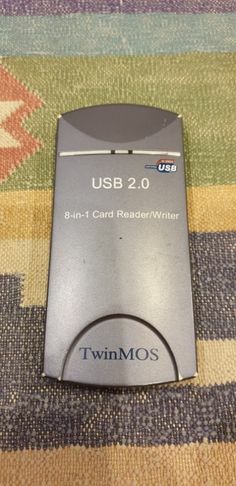 USB
USB 2.0
8-in-1 Card Reader/Writer
TwinMOS